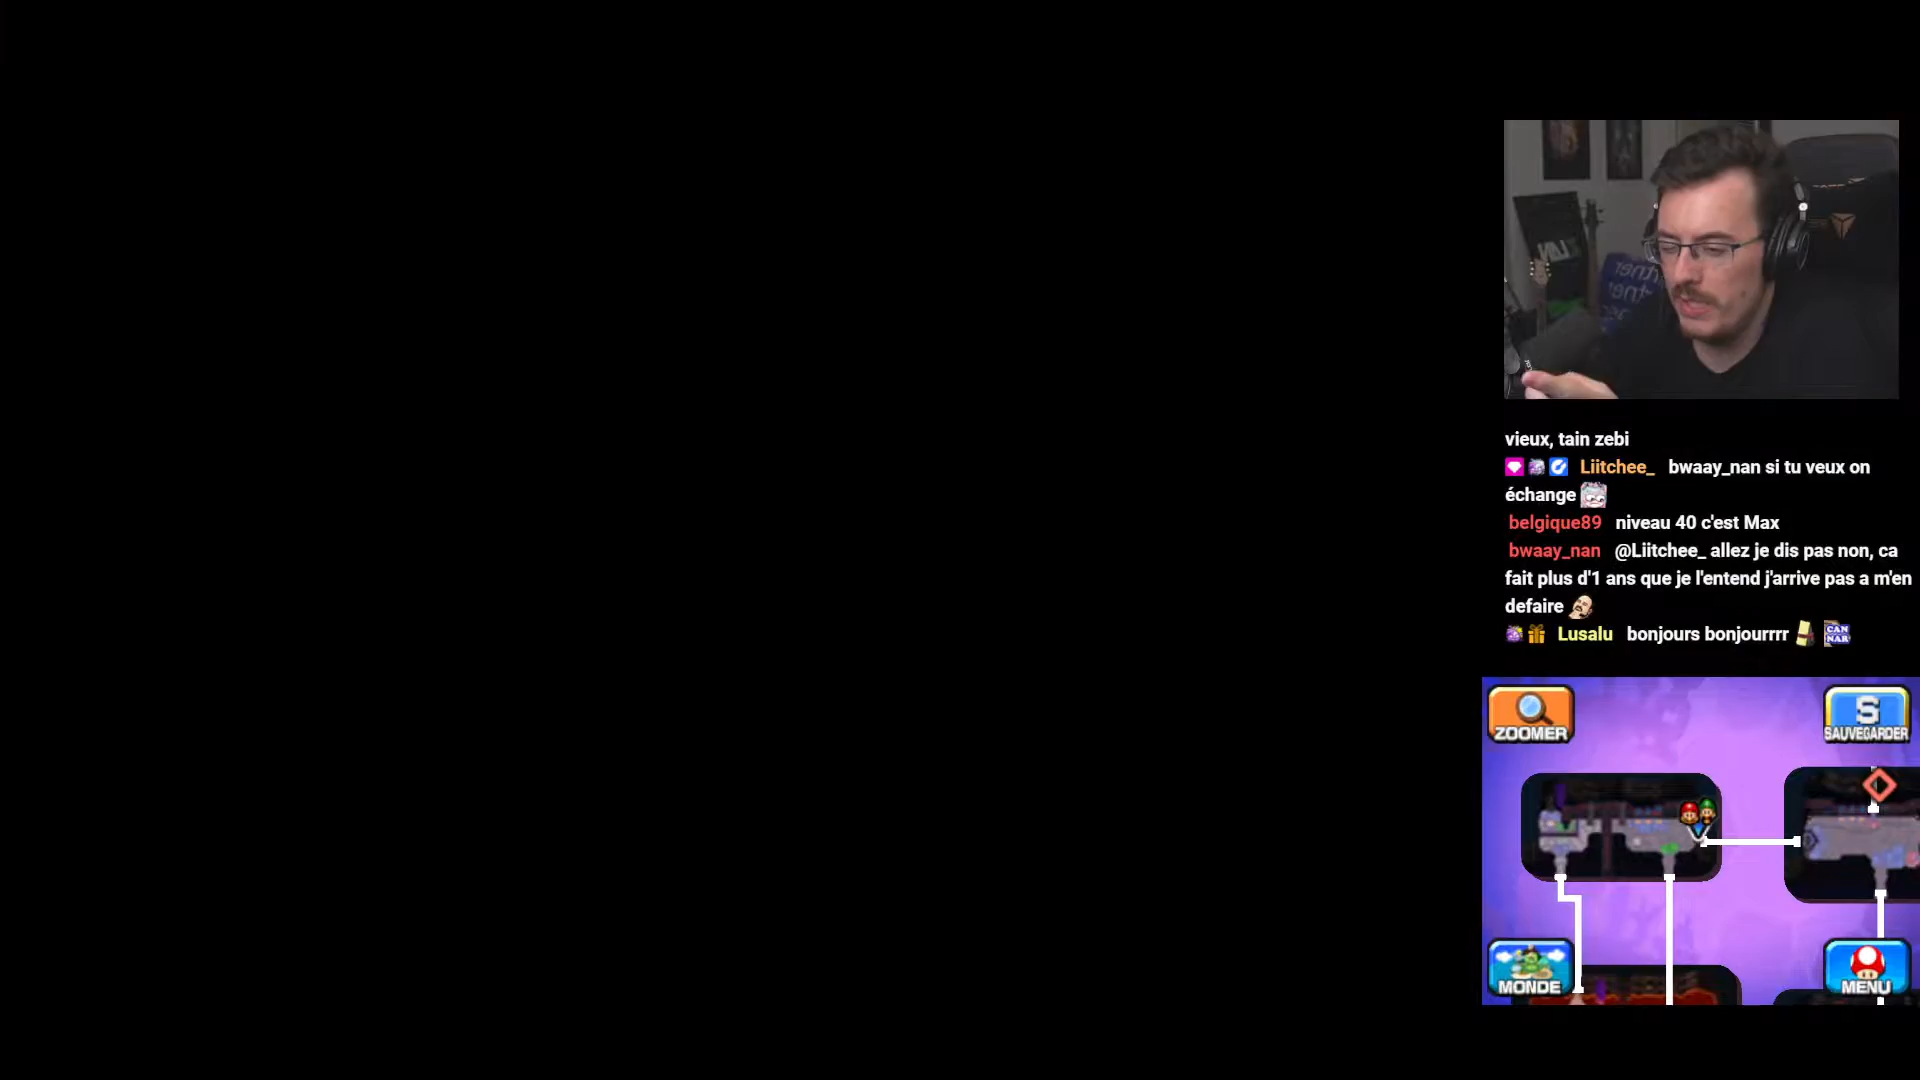 vieux, tain zebi
Liitchee_ bwaay_nan si tu veux on
échange
belgique89 niveau 40 c'est Max
bwaay_nan @Liitchee_ allez je dis pas non, ca
fait plus d'1 ans que je l'entend j'arrive pas a m'en
defaire
Lusalu bonjours bonjourrrr CAN
NAR
ZOOMER
S
SAUVEGARDER
MONDE
MENU